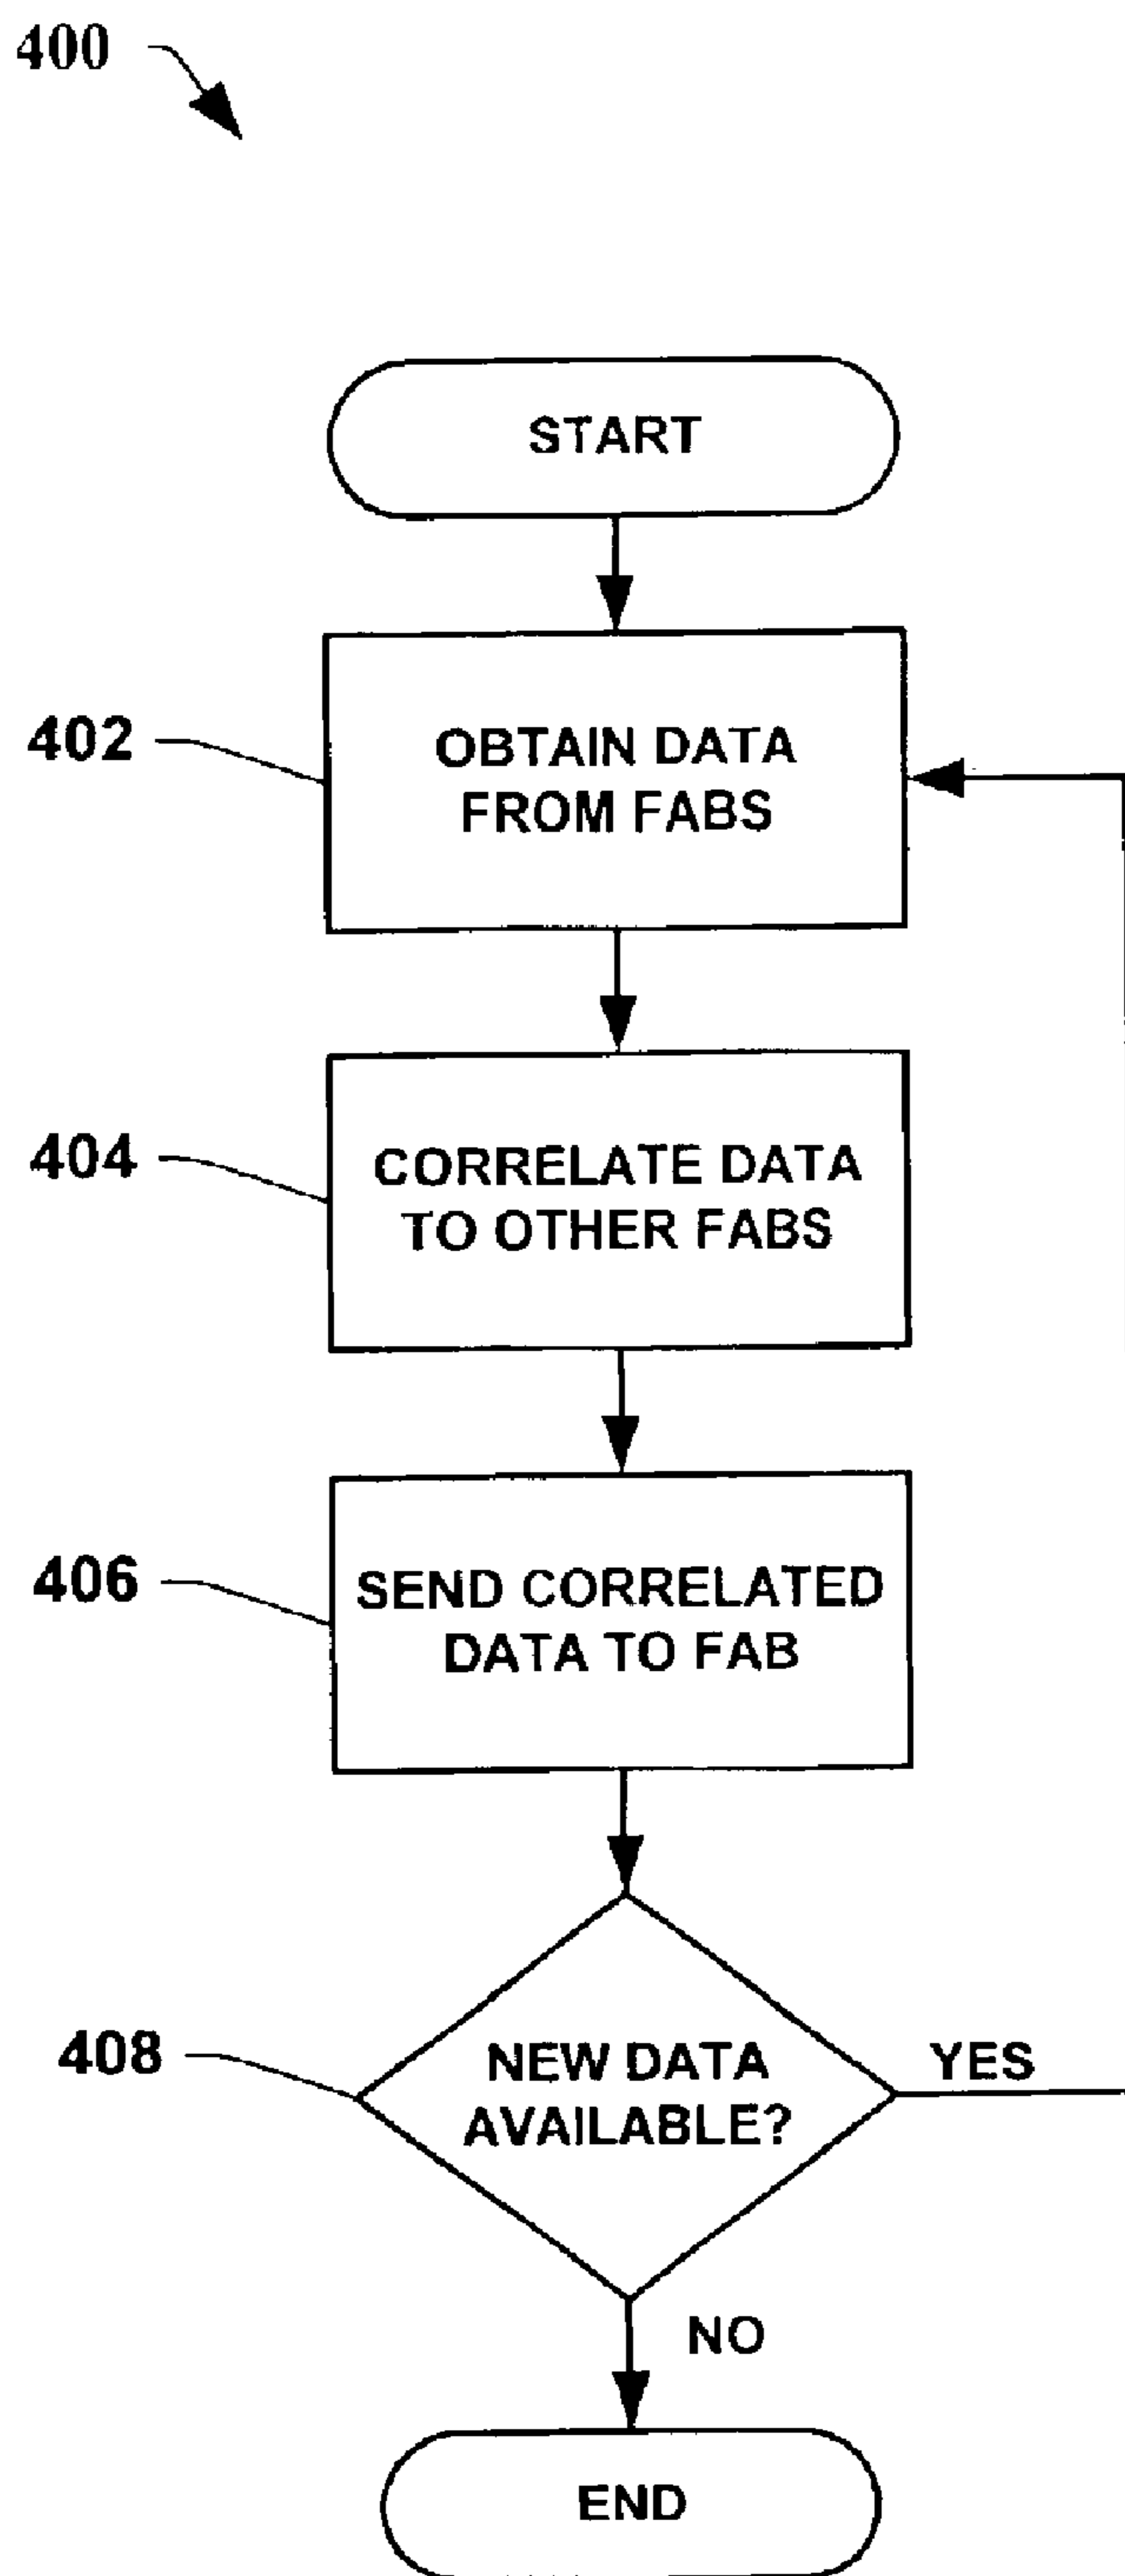 400
START
402
OBTAIN DATA
FROM FABS
404
CORRELATE DATA
TO OTHER FABS
406
SEND CORRELATED
DATA TO FAB
408
NEW DATA
AVAILABLE?
YES
NO
END